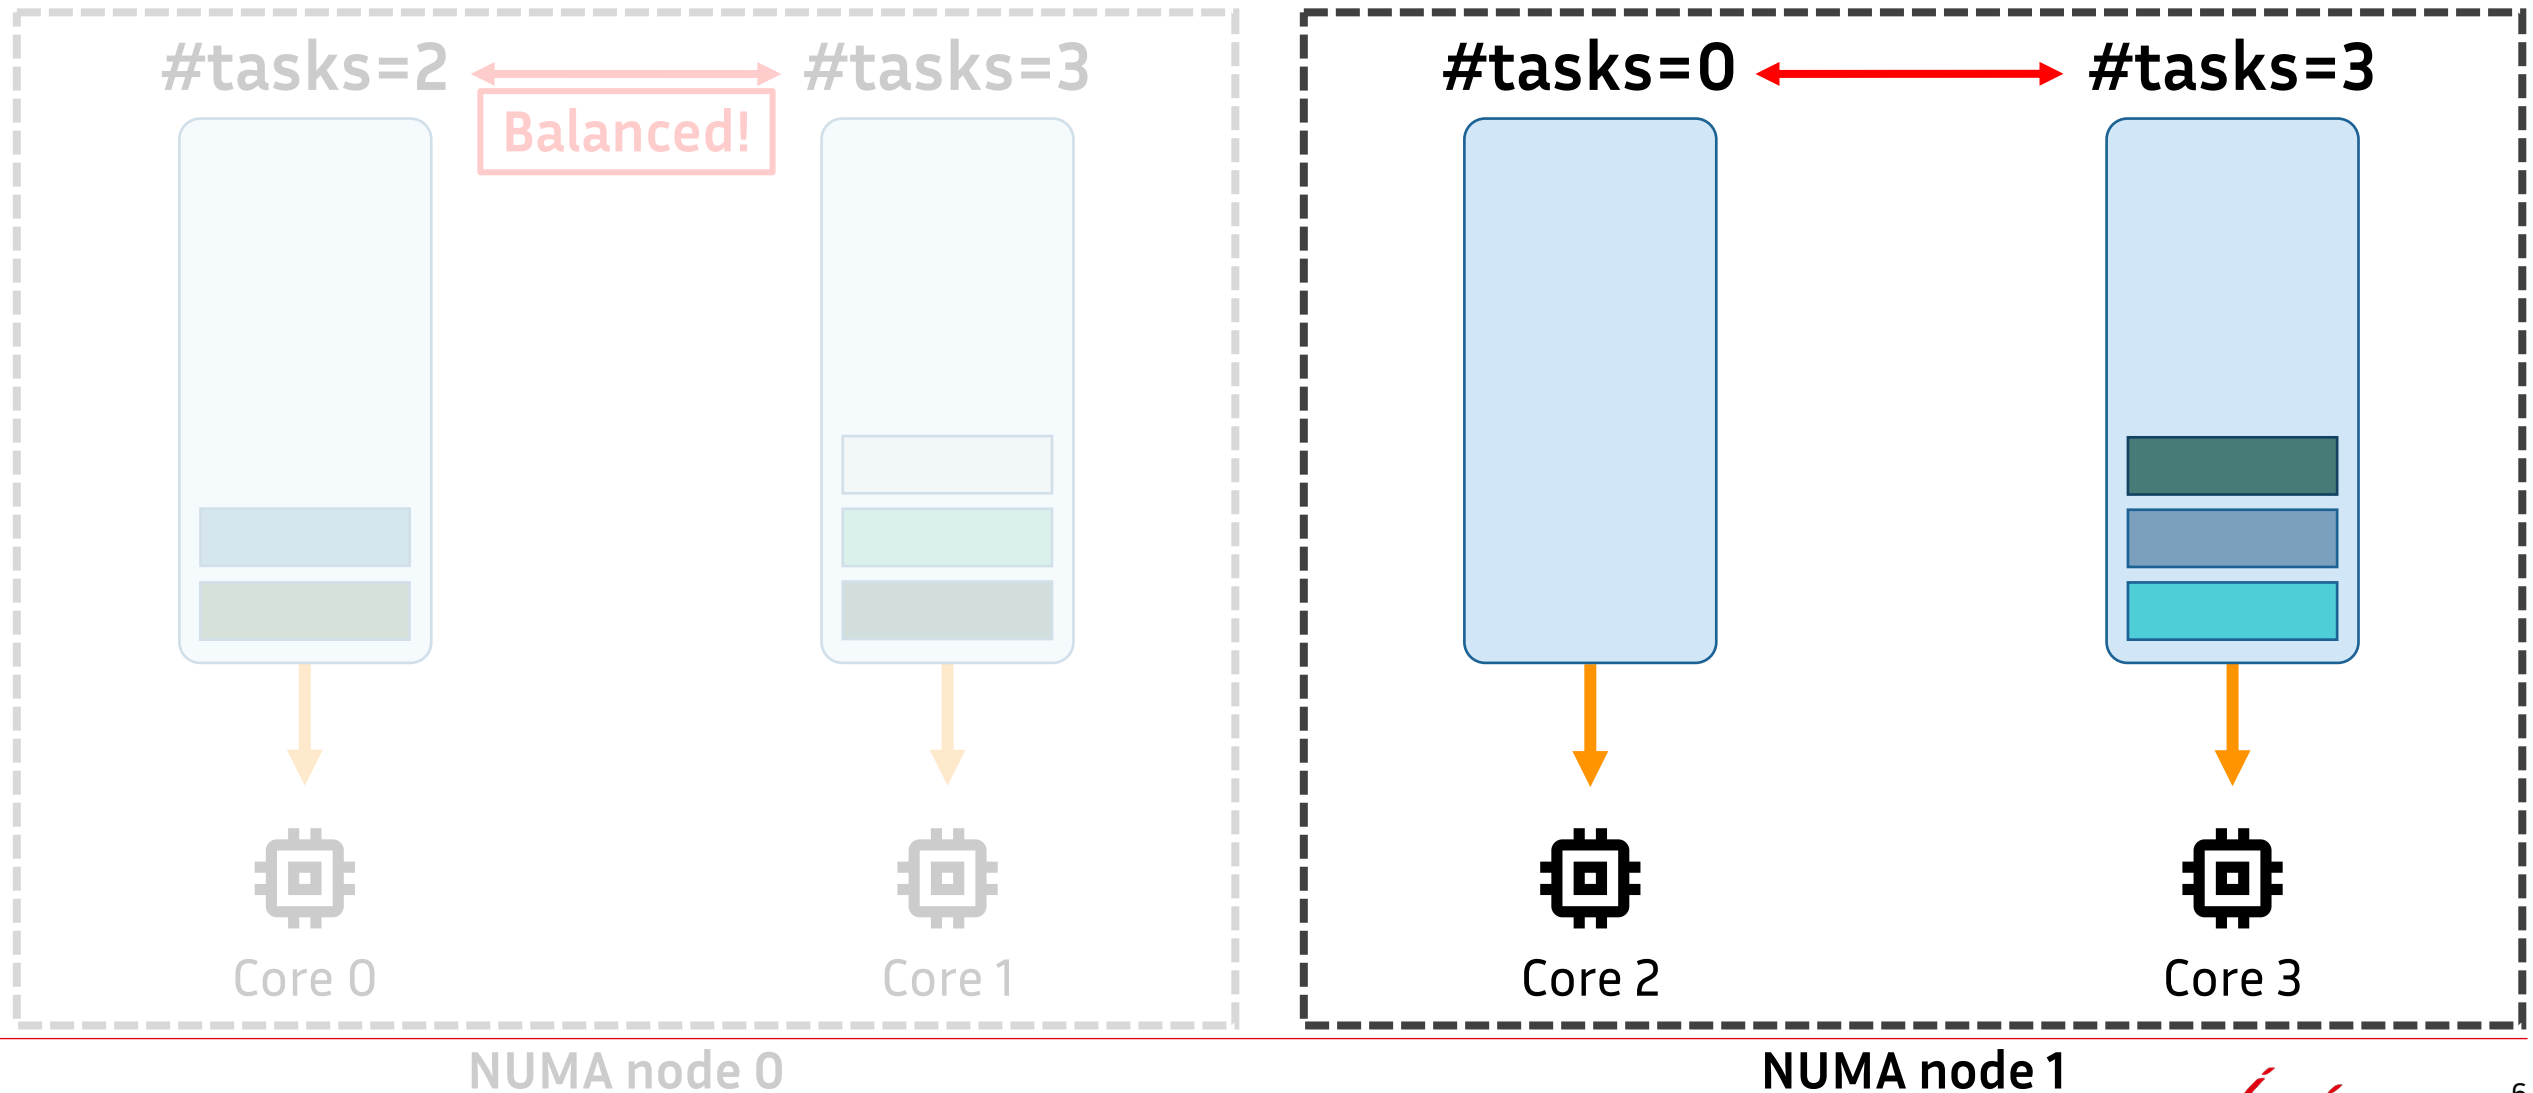 #tasks=2
#tasks=3
#tasks=0
#tasks=3
Balanced!
Core 0
Core 1
Core 2
Core 3
NUMA node 0
NUMA node 1